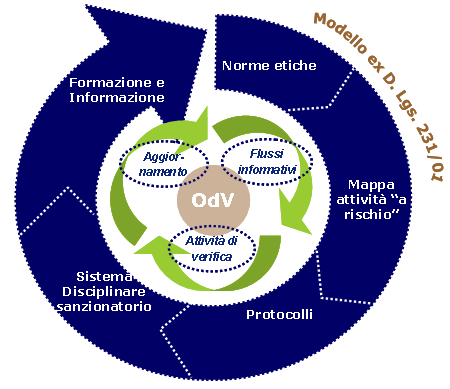 Modello ex D. Lgs. 231/01
Norme etiche
Formazione e
Informazione
Aggior-
namento
Flussi
informativi
Mappa
attività “a
rischio”
OdV
Attività di
verifica
Sistema
Disciplinare
sanzionatorio
Protocolli